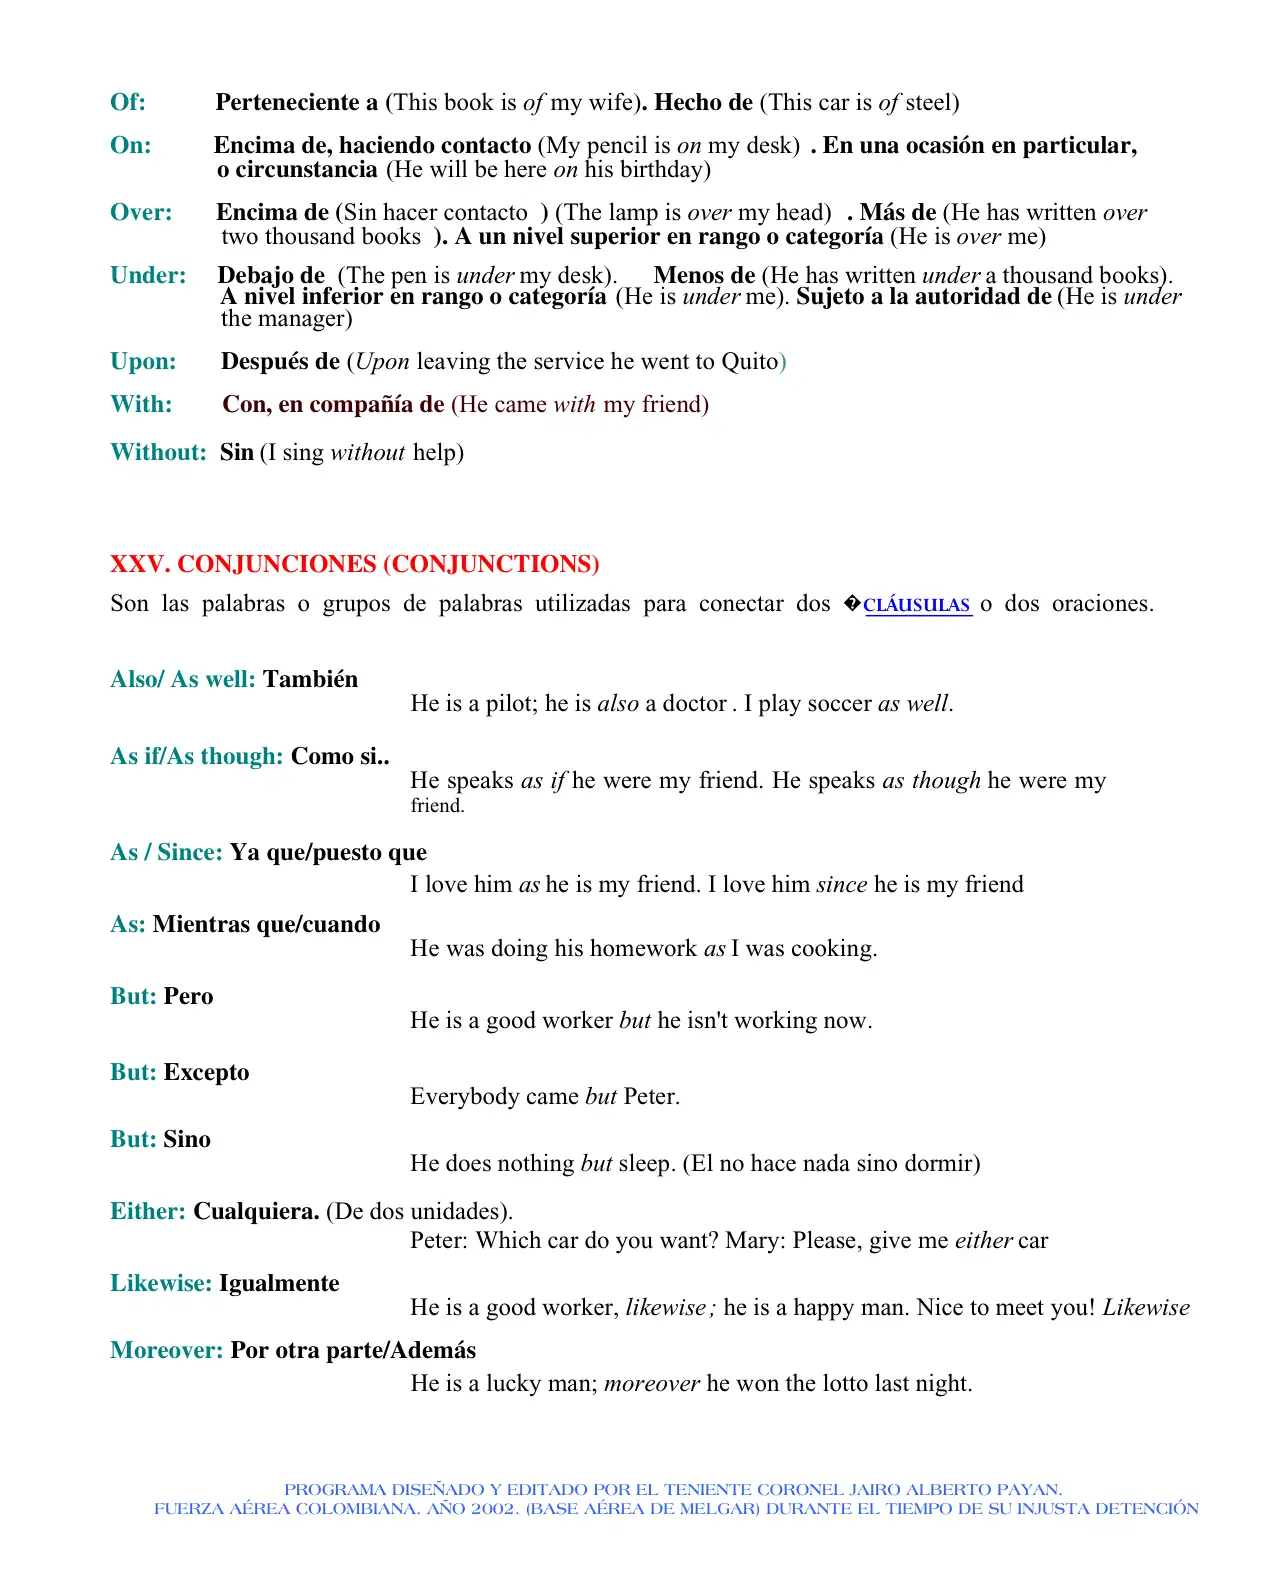 Of: Perteneciente a (This book is of my wife). Hecho de (This car is of steel)
On: Encima de, haciendo contacto (My pencil is on my desk) . En una ocasión en particular,
o circunstancia (He will be here on his birthday)
Over: Encima de (Sin hacer contacto ) (The lamp is over my head) . Más de (He has written over
two thousand books ). A un nivel superior en rango o categoría (He is over me)
Under: Debajo de (The pen is under my desk). Menos de (He has written under a thousand books).
A nivel inferior en rango o categoría (He is under me). Sujeto a la autoridad de (He is under
the manager)
Upon: Después de (Upon leaving the service he went to Quito)
With: Con, en compañía de (He came with my friend)
Without: Sin (I sing without help)
XXV. CONJUNCIONES (CONJUNCTIONS)
Son las palabras o grupos de palabras utilizadas para conectar dos �CLÁUSULAS o dos oraciones.
Also/ As well: También
He is a pilot; he is also a doctor . I play soccer as well.
As if/As though: Como si..
He speaks as if he were my friend. He speaks as though he were my
friend.
As / Since: Ya que/puesto que
I love him as he is my friend. I love him since he is my friend
As: Mientras que/cuando
He was doing his homework as I was cooking.
But: Pero
He is a good worker but he isn't working now.
But: Excepto
Everybody came but Peter.
But: Sino
He does nothing but sleep. (El no hace nada sino dormir)
Either: Cualquiera. (De dos unidades).
Peter: Which car do you want? Mary: Please, give me either car
Likewise: Igualmente
He is a good worker, likewise; he is a happy man. Nice to meet you! Likewise
Moreover: Por otra parte/Además
He is a lucky man; moreover he won the lotto last night.
PROGRAMA DISEÑADO Y EDITADO POR EL TENIENTE CORONEL JAIRO ALBERTO PAYAN.
FUERZA AÉREA COLOMBIANA. AÑO 2002. (BASE AÉREA DE MELGAR) DURANTE EL TIEMPO DE SU INJUSTA DETENCIÓN